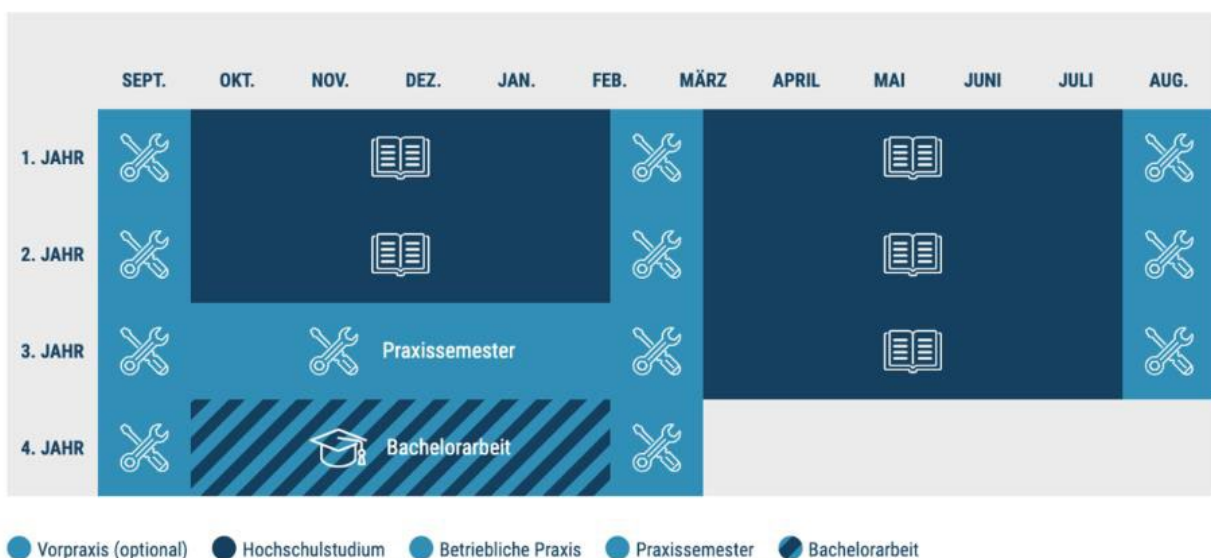 SEPT. OKT. NOV. DEZ. JAN. FEB. MÄRZ APRIL MAI JUNI JULI AUG.
1. JAHR
2. JAHR
3. JAHR Praxissemester
4. JAHR Bachelorarbeit
Vorpraxis (optional) Hochschulstudium Betriebliche Praxis Praxissemester Bachelorarbeit